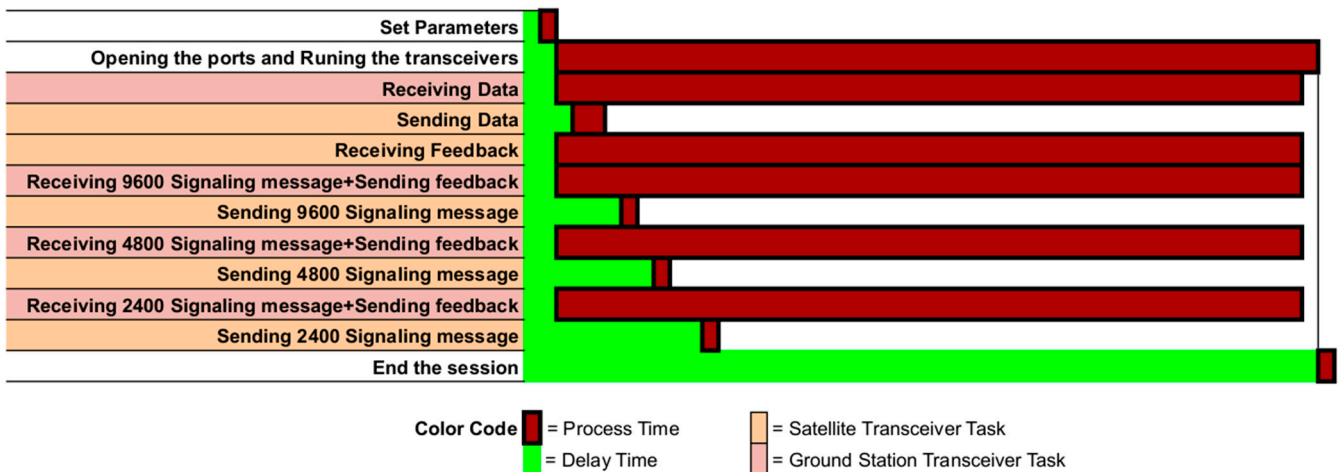 Set Parameters
Opening the ports and Runing the transceivers
Receiving Data
Sending Data
Receiving Feedback
Receiving 9600 Signaling message+Sending feedback
Sending 9600 Signaling message
Receiving 4800 Signaling message+Sending feedback
Sending 4800 Signaling message
Receiving 2400 Signaling message+Sending feedback
Sending 2400 Signaling message
End the session
Color Code = Process Time = Satellite Transceiver Task
= Delay Time = Ground Station Transceiver Task